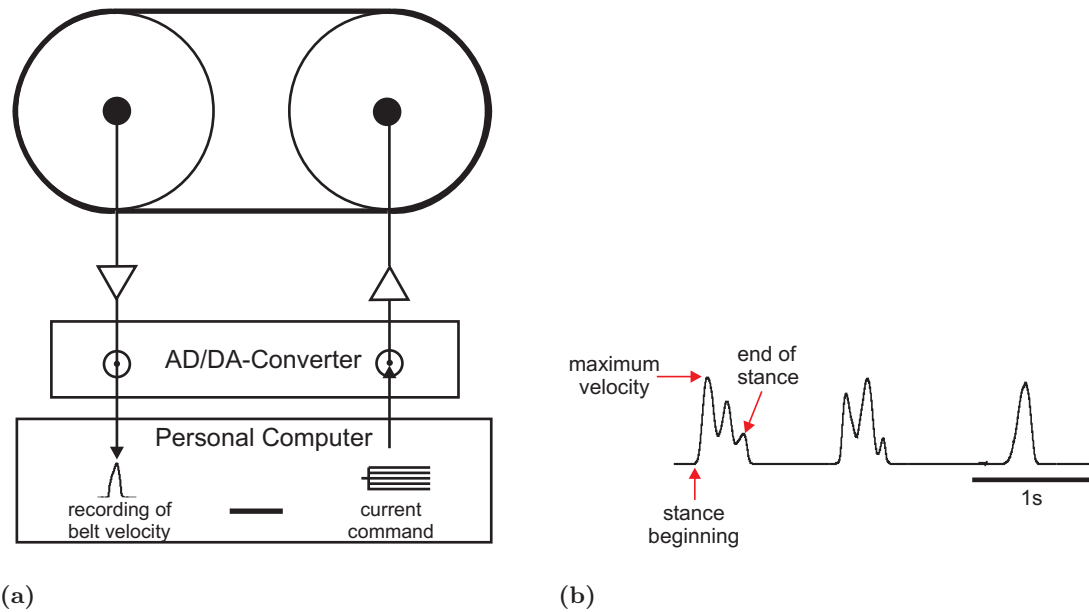 AD/DA-Converter
Personal Computer
recording of
belt velocity
current
command
maximum
velocity
end of
stance
stance
beginning
1s
(a)
(b)